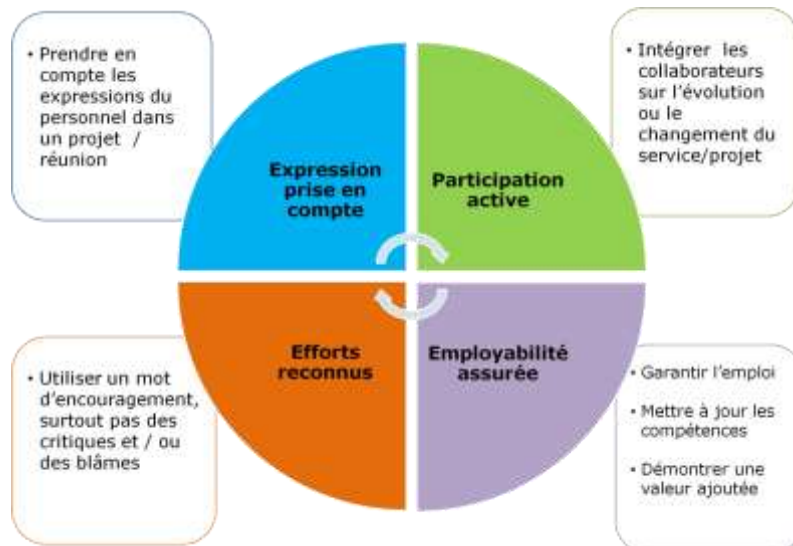 • Prendre en
compte les
expressions du
personnel dans
un projet /
réunion
Expression
prise en
compte
Participation
active
• Intégrer les
collaborateurs
sur l'évolution
ou le
changement du
service/projet
• Utiliser un mot
d'encouragement,
surtout pas des
critiques et / ou
des blâmes
Efforts
reconnus
Employabilité
assurée
• Garantir l'emploi
• Mettre à jour les
compétences
• Démontrer une
valeur ajoutée